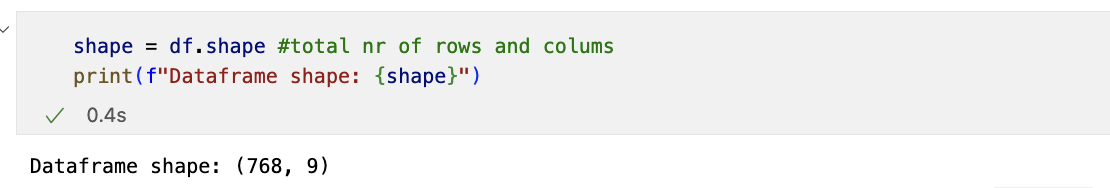 shape = df.shape #total nr of rows and colums
print(f"Dataframe shape: {shape}")
0.4s
Dataframe shape: (768, 9)